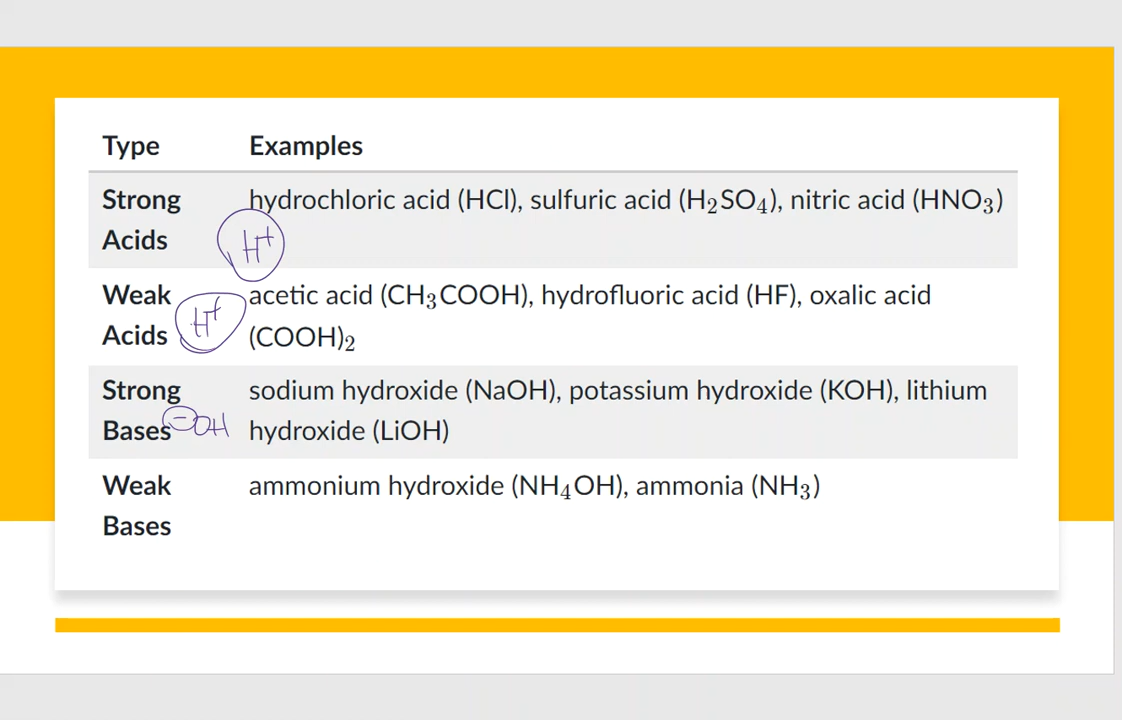 Type Examples
Strong hydrochloric acid (HCl), sulfuric acid (H₂SO₄), nitric acid (HNO₃)
Acids H⁺
Weak acetic acid (CH₃COOH), hydrofluoric acid (HF), oxalic acid
Acids H⁺ (COOH)₂
Strong sodium hydroxide (NaOH), potassium hydroxide (KOH), lithium
Bases ⁻OH hydroxide (LiOH)
Weak ammonium hydroxide (NH₄OH), ammonia (NH₃)
Bases